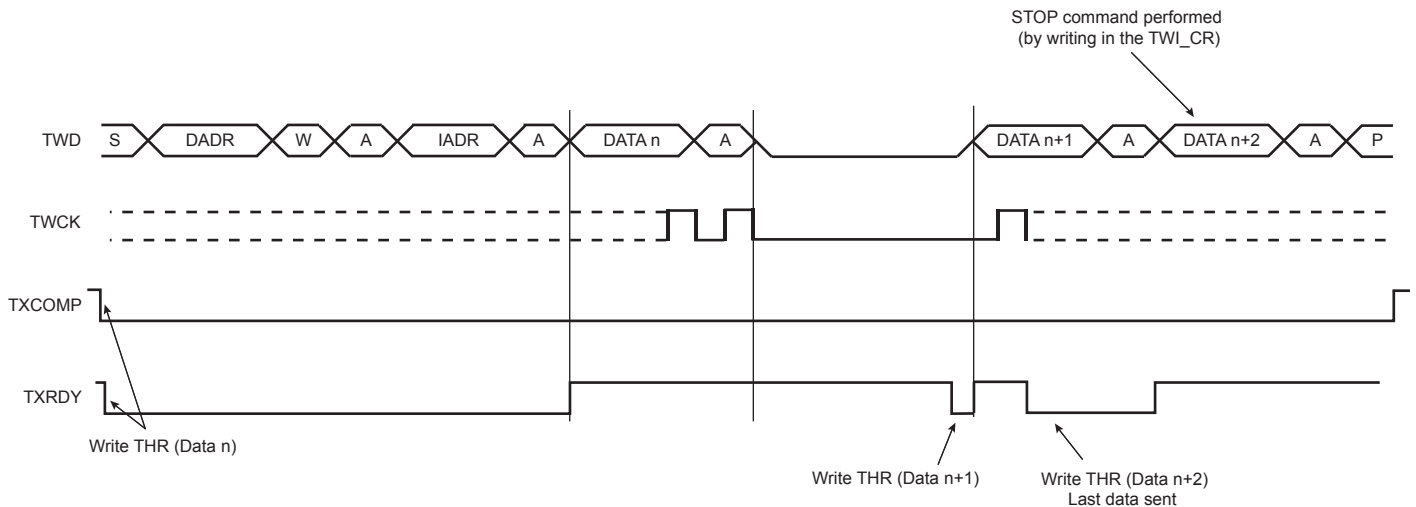 STOP command performed
(by writing in the TWI_CR)
TWD S DADR W A IADR A DATA n A DATA n+1 A DATA n+2 A P
TWCK
TXCOMP
TXRDY
Write THR (Data n)
Write THR (Data n+1)
Write THR (Data n+2)
Last data sent